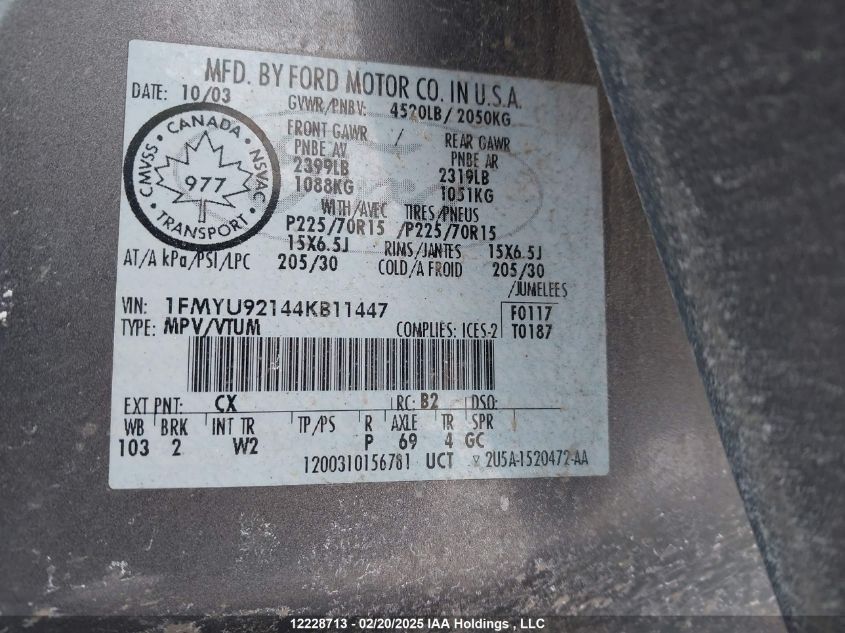 MFD. BY FORD MOTOR CO. IN U.S.A.
DATE: 10/03
GVWR/PNBV: 4520LB/ 2050KG
FRONT GAWR / REAR GAWR
PNBE AV PNBE AR
2399LB 2319LB
1088KG 1051KG
CMVSS • CANADA • NSVAC
977
• TRANSPORT •
WITH/AVEC TIRES/PNEUS
P225/70R15 /P225/70R15
15X6.5J RIMS/JANTES 15X6.5J
AT/A kPa/PSI/LPC 205/30 COLD/A FROID 205/30
/JUMELEES
VIN: 1FMYU92144KB11447 F0117
TYPE: MPV/VTUM COMPLIES: ICES-2 T0187
EXT PNT: CX RC: B2 DSO:
WB BRK INT TR TP/PS R AXLE TR SPR
103 2 W2 P 69 4 GC
1200310156781 UCT 2U5A-1520472-AA
12228713 - 02/20/2025 IAA Holdings , LLC